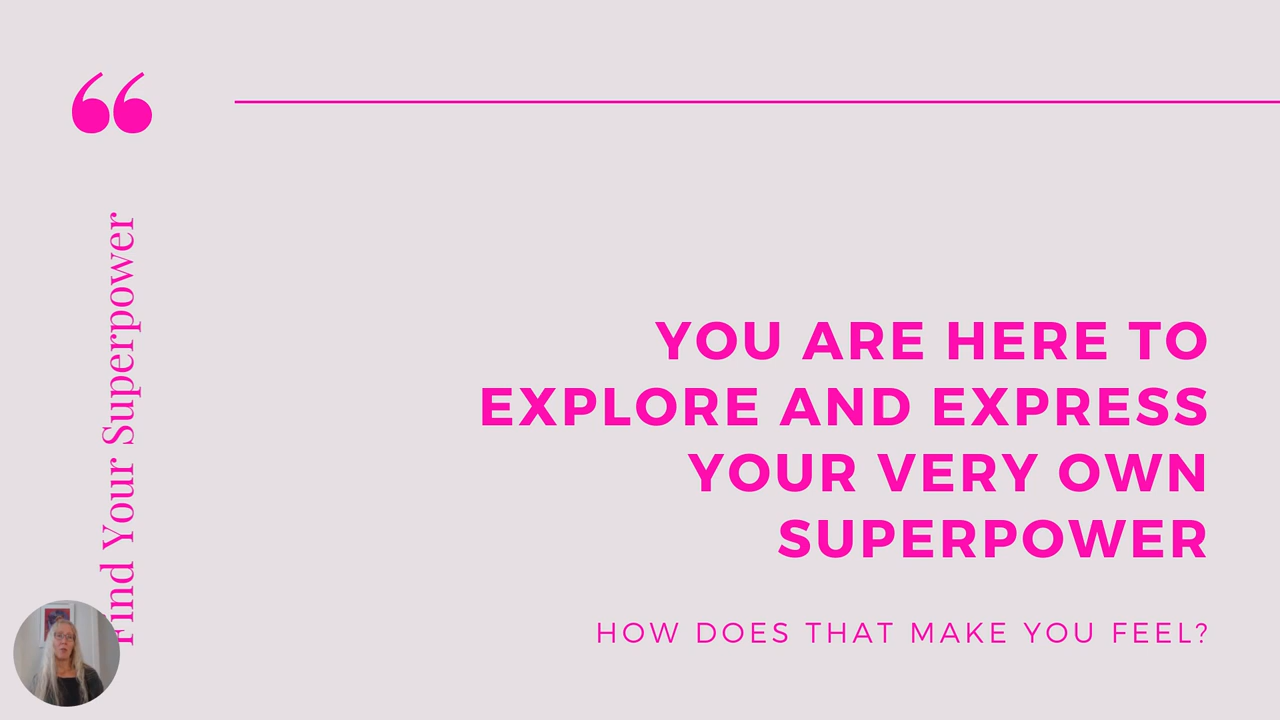 Find Your Superpower
YOU ARE HERE TO
EXPLORE AND EXPRESS
YOUR VERY OWN
SUPERPOWER
HOW DOES THAT MAKE YOU FEEL?